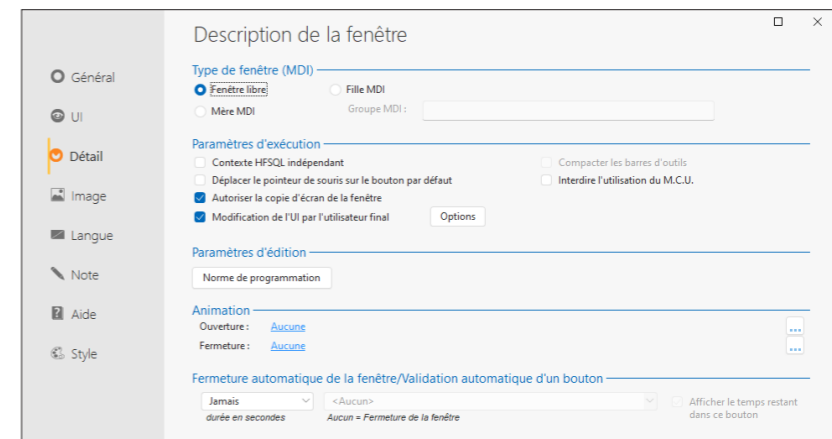 Description de la fenêtre
Général
UI
Détail
Image
Langue
Note
Aide
Style
Type de fenêtre (MDI)
Fenêtre libre
Fille MDI
Mère MDI
Groupe MDI :
Paramètres d'exécution
Contexte HFSQL indépendant
Compacter les barres d'outils
Déplacer le pointeur de souris sur le bouton par défaut
Interdire l'utilisation du M.C.U.
Autoriser la copie d'écran de la fenêtre
Modification de l'UI par l'utilisateur final
Options
Paramètres d'édition
Norme de programmation
Animation
Ouverture :
Aucune
...
Fermeture :
Aucune
...
Fermeture automatique de la fenêtre/Validation automatique d'un bouton
Jamais
<Aucun>
Afficher le temps restant
dans ce bouton
durée en secondes
Aucun = Fermeture de la fenêtre